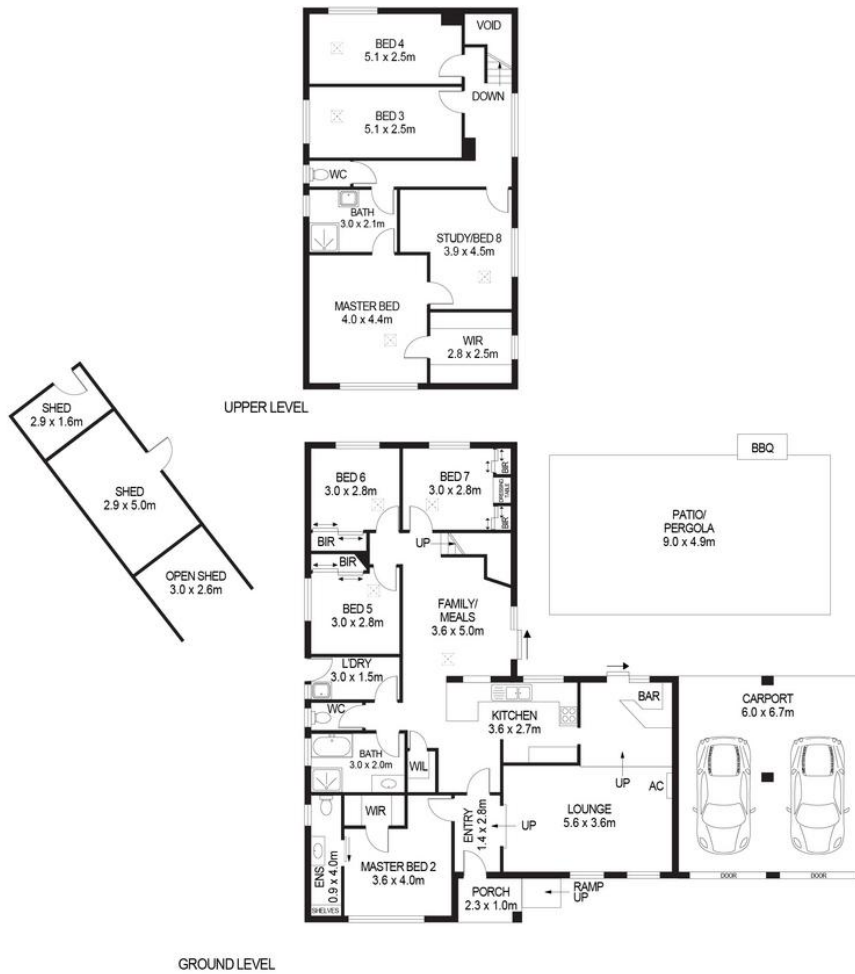 VOID
BED 4
5.1 x 2.5m
DOWN
BED 3
5.1 x 2.5m
WC
BATH
3.0 x 2.1m
STUDY/BED 8
3.9 x 4.5m
MASTER BED
4.0 x 4.4m
WIR
2.8 x 2.5m
UPPER LEVEL
SHED
2.9 x 1.6m
SHED
2.9 x 5.0m
OPEN SHED
3.0 x 2.6m
BED 6
3.0 x 2.8m
BIR
BED 7
3.0 x 2.8m
BIR
DRESSING
TABLE
BIR
UP
BIR
BED 5
3.0 x 2.8m
FAMILY/
MEALS
3.6 x 5.0m
BBQ
PATIO/
PERGOLA
9.0 x 4.9m
L'DRY
3.0 x 1.5m
WC
BATH
3.0 x 2.0m
WIL
KITCHEN
3.6 x 2.7m
BAR
UP
AC
CARPORT
6.0 x 6.7m
LOUNGE
5.6 x 3.6m
UP
ENTRY
1.4 x 2.8m
WIR
MASTER BED 2
3.6 x 4.0m
ENS
0.9 x 4.0m
SHELVES
PORCH
2.3 x 1.0m
RAMP
UP
DOOR
DOOR
GROUND LEVEL